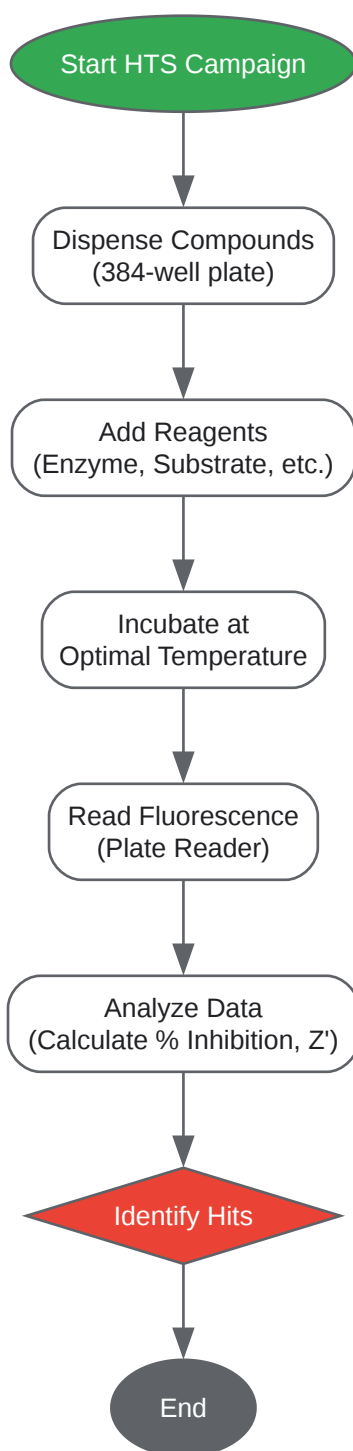 Start HTS Campaign
Dispense Compounds
(384-well plate)
Add Reagents
(Enzyme, Substrate, etc.)
Incubate at
Optimal Temperature
Read Fluorescence
(Plate Reader)
Analyze Data
(Calculate % Inhibition, Z')
Identify Hits
End